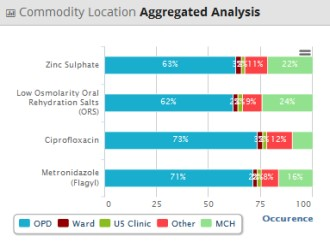 Commodity Location Aggregated Analysis
Zinc Sulphate
63%
11%
22%
Low Osmolarity Oral
Rehydration Salts
(ORS)
62%
9%
24%
Ciprofloxacin
73%
12%
Metronidazole
(Flagyl)
71%
8%
16%
25
50
75
100
Occurence
OPD Ward US Clinic Other MCH